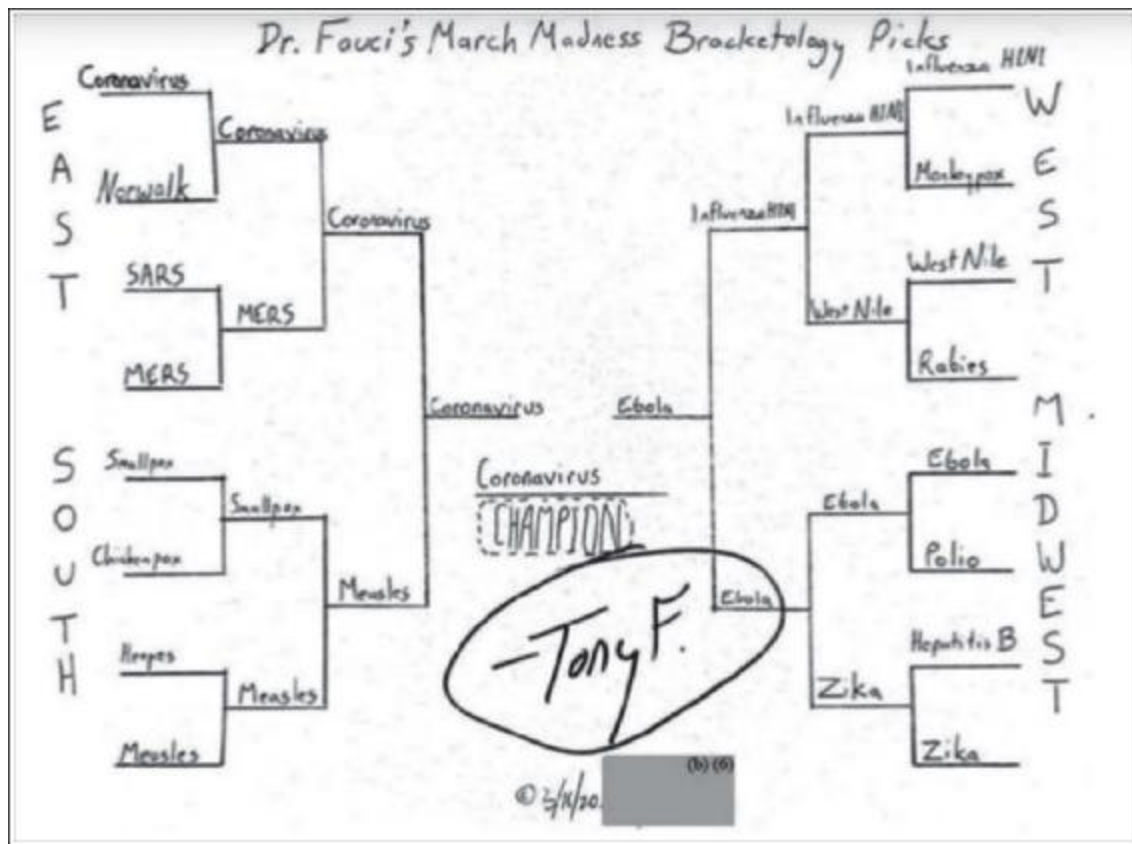 Dr. Fauci's March Madness Bracketology Picks
EAST
Coronavirus
Norwalk
Coronavirus
SARS
MERS
MERS
Coronavirus
SOUTH
Smallpox
Chickenpox
Smallpox
Herpes
Measles
Measles
Measles
Coronavirus
Coronavirus
CHAMPION
-Tony F.
Ebola
WEST
Influenza H1N1
Monkeypox
Influenza H1N1
West Nile
Rabies
West Nile
Influenza H1N1
MIDWEST
Ebola
Polio
Ebola
Hepatitis B
Zika
Zika
Ebola
(b) (6)